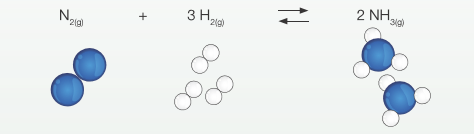 N2(g) + 3 H2(g) ⇌ 2 NH3(g)